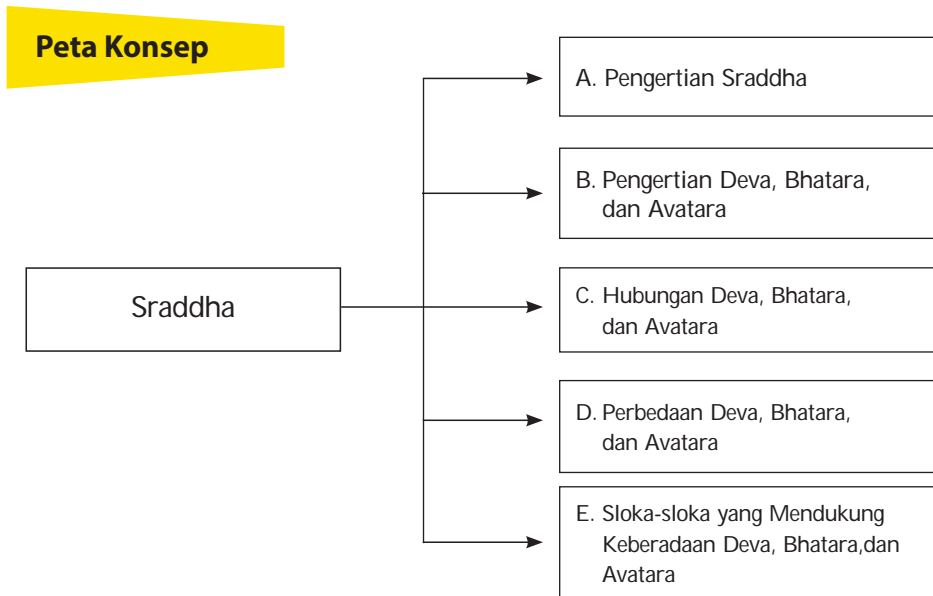 Peta Konsep
A. Pengertian Sraddha
B. Pengertian Deva, Bhatara,
dan Avatara
Sraddha
C. Hubungan Deva, Bhatara,
dan Avatara
D. Perbedaan Deva, Bhatara,
dan Avatara
E. Sloka-sloka yang Mendukung
Keberadaan Deva, Bhatara,dan
Avatara